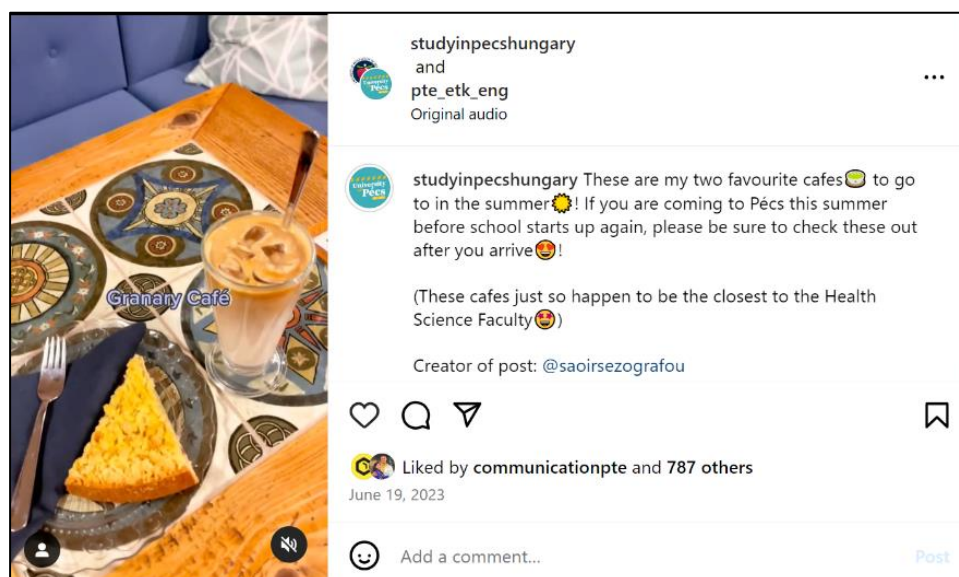 Granary Café
studyinpecshungary
and
pte_etk_eng
Original audio
University
Pécs
studyinpecshungary These are my two favourite cafes🍵 to go
to in the summer☀️! If you are coming to Pécs this summer
before school starts up again, please be sure to check these out
after you arrive😍!
(These cafes just so happen to be the closest to the Health
Science Faculty🤩)
Creator of post: @saoirsezografou
Liked by communicationpte and 787 others
June 19, 2023
Add a comment...
Post